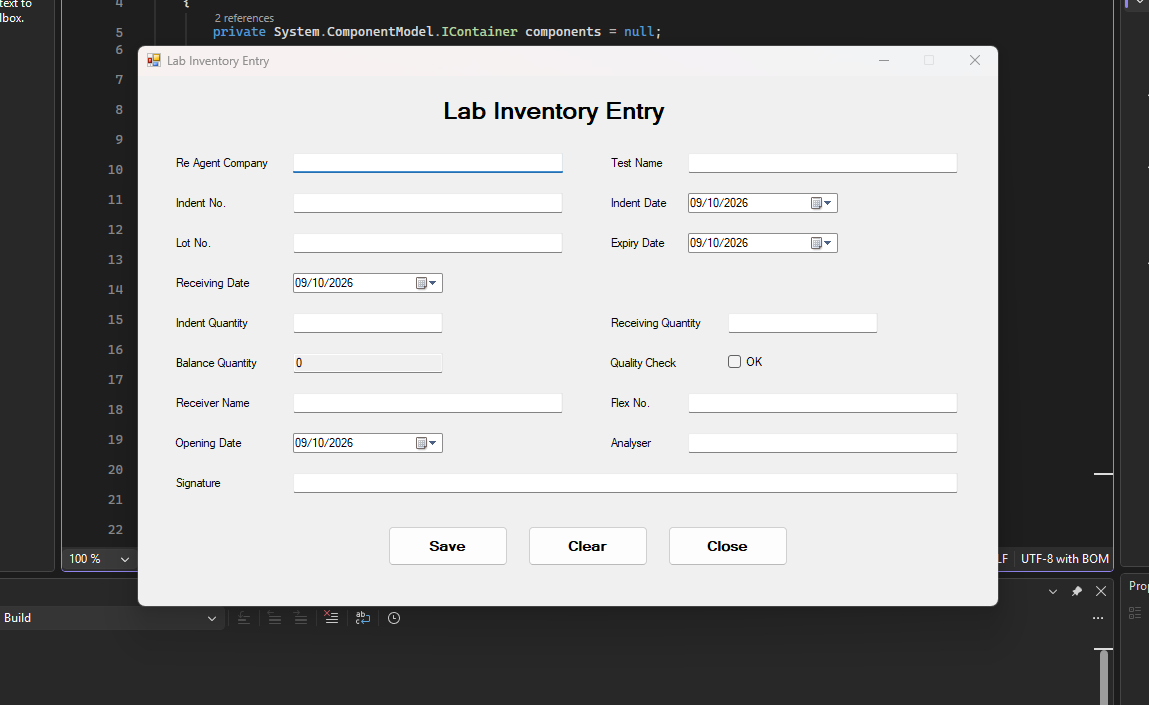 text to
lbox.
4 {
2 references
5 private System.ComponentModel.IContainer components = null;
6
7
8
9
10
11
12
13
14
15
16
17
18
19
20
21
22
Lab Inventory Entry
Lab Inventory Entry
Re Agent Company Test Name
Indent No. Indent Date 09/10/2026
Lot No. Expiry Date 09/10/2026
Receiving Date 09/10/2026
Indent Quantity Receiving Quantity
Balance Quantity 0 Quality Check OK
Receiver Name Flex No.
Opening Date 09/10/2026 Analyser
Signature
Save Clear Close
100 % LF UTF-8 with BOM
Prop
Build